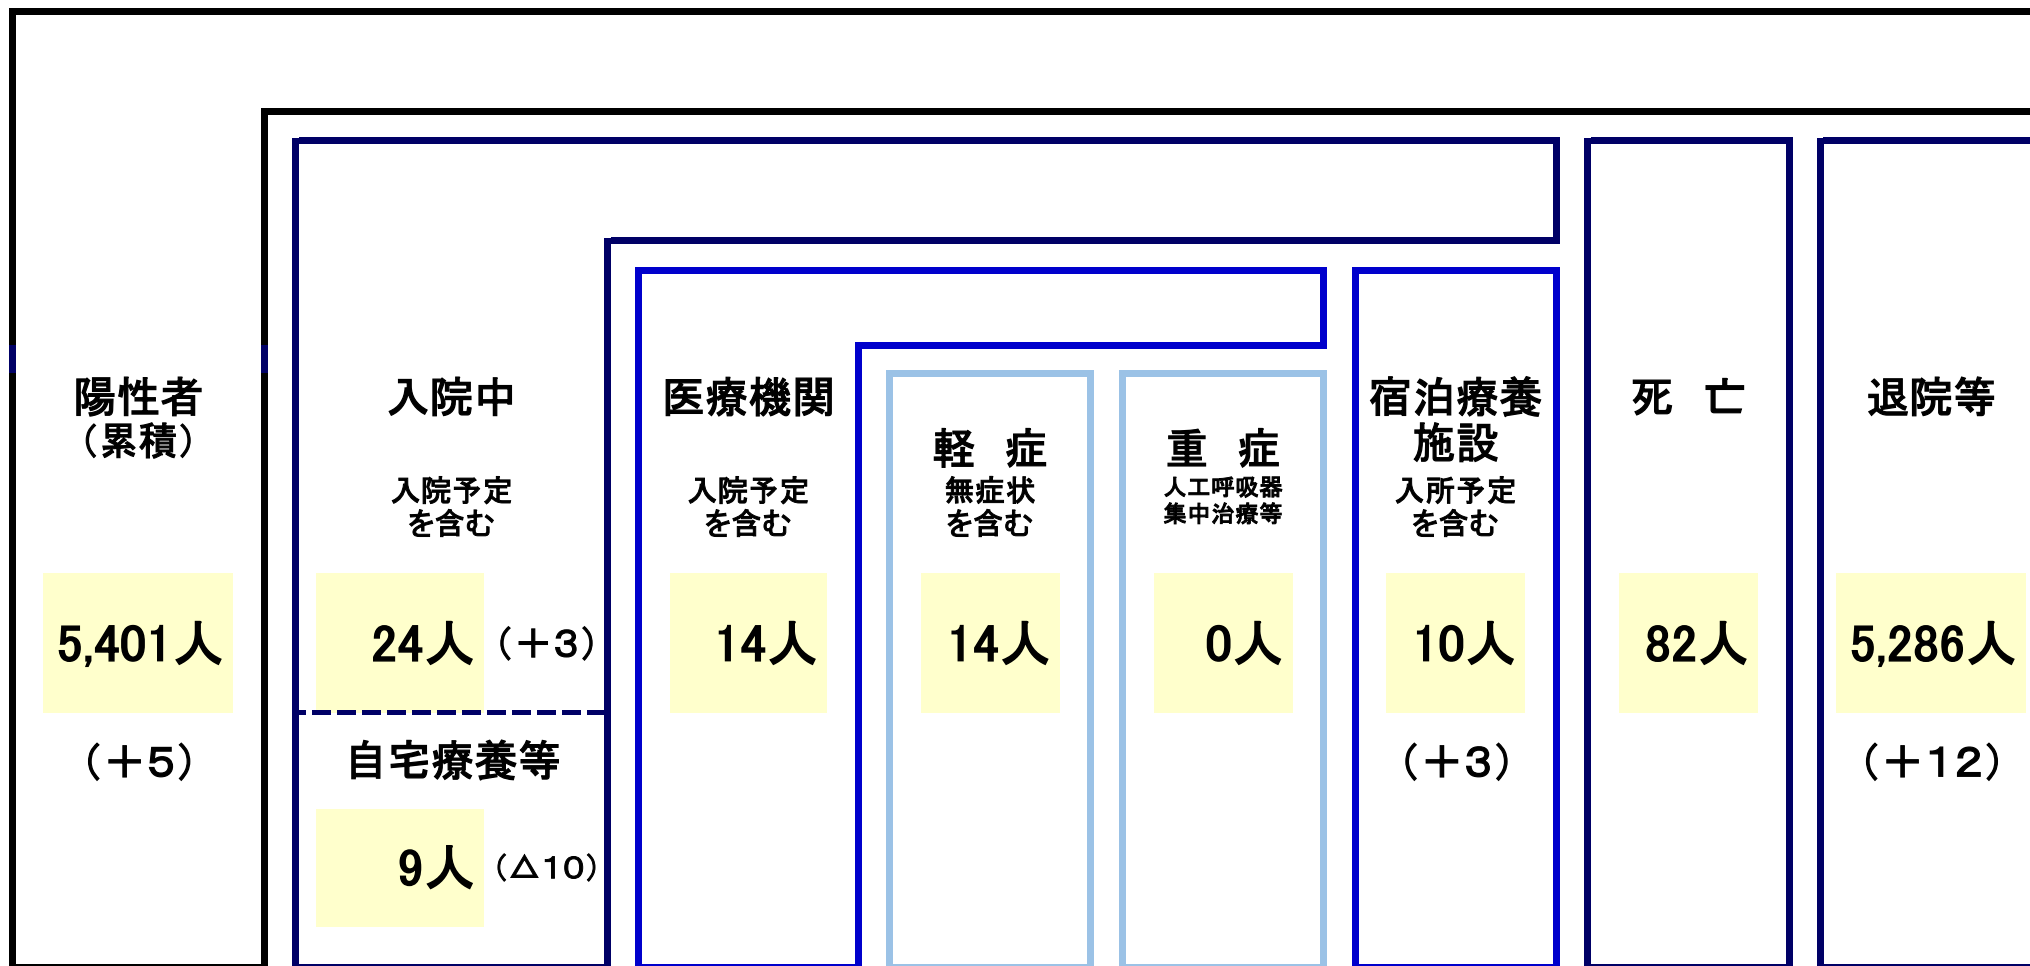 陽性者
（累積）
5,401人
（＋5）
入院中
入院予定
を含む
24人（＋3）
自宅療養等
9人（△10）
医療機関
入院予定
を含む
14人
軽　症
無症状
を含む
14人
重　症
人工呼吸器
集中治療等
0人
宿泊療養
施設
入所予定
を含む
10人
（＋3）
死　亡
82人
退院等
5,286人
（＋12）